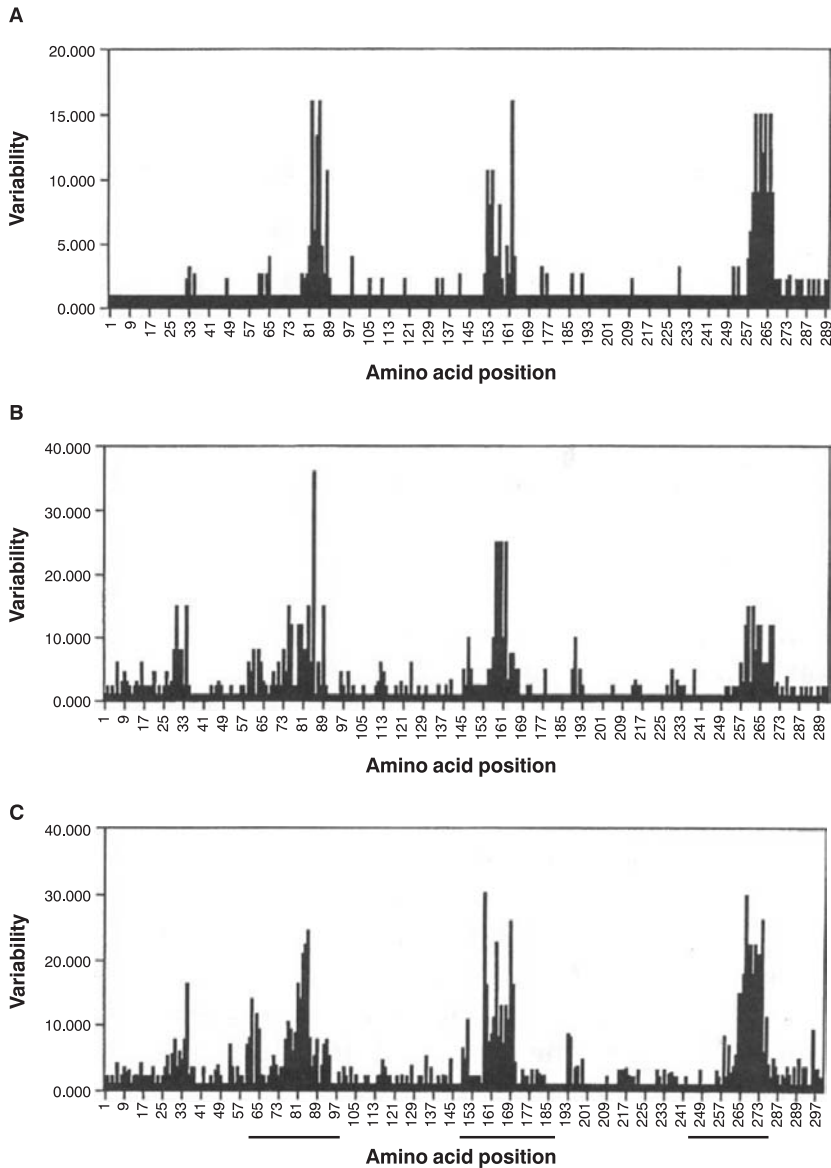 A
20.000
15.000
10.000
5.000
0.000
Variability
1 9 17 25 33 41 49 57 65 73 81 89 97 105 113 121 129 137 145 153 161 169 177 185 193 201 209 217 225 233 241 249 257 265 273 281 289
Amino acid position
B
40.000
30.000
20.000
10.000
0.000
Variability
1 9 17 25 33 41 49 57 65 73 81 89 97 105 113 121 129 137 145 153 161 169 177 185 193 201 209 217 225 233 241 249 257 265 273 281 289
Amino acid position
C
40.000
30.000
20.000
10.000
0.000
Variability
1 9 17 25 33 41 49 57 65 73 81 89 97 105 113 121 129 137 145 153 161 169 177 185 193 201 209 217 225 233 241 249 257 265 273 281 289 297
Amino acid position